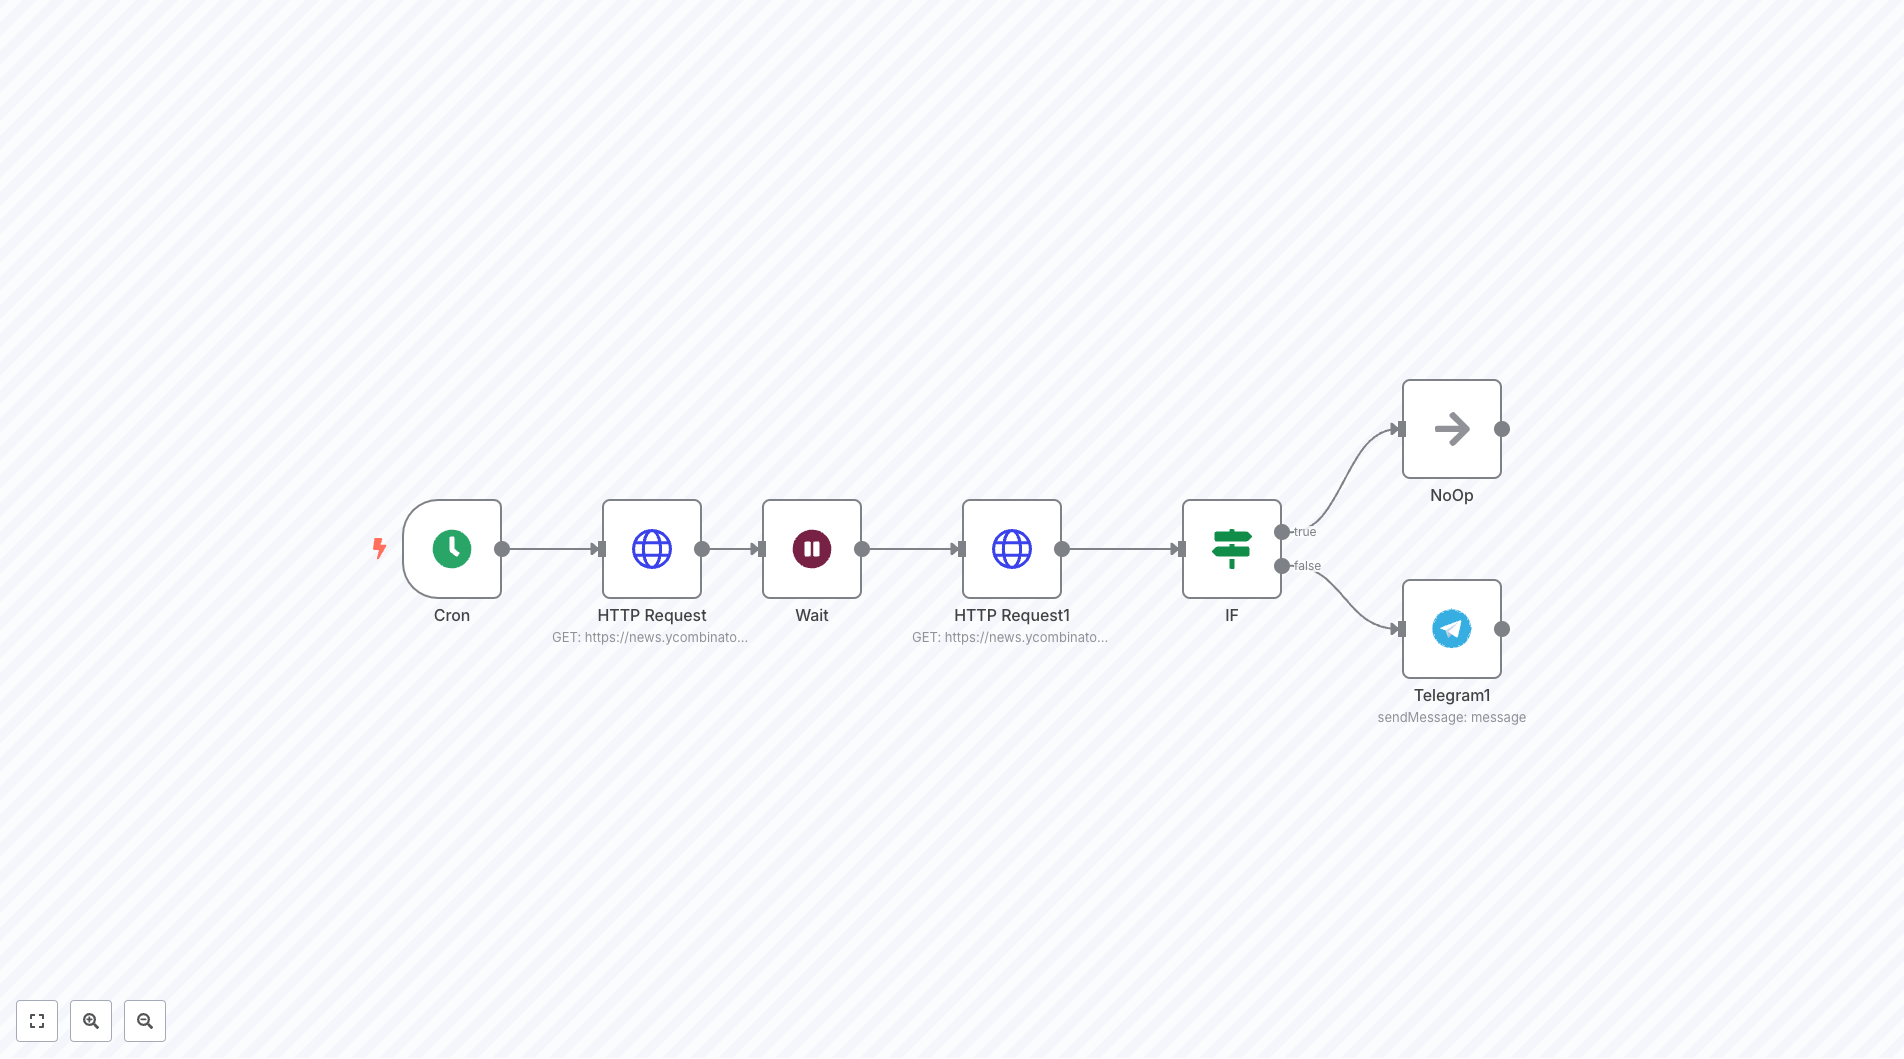 Cron
HTTP Request
GET: https://news.ycombinato...
Wait
HTTP Request1
GET: https://news.ycombinato...
IF
true
false
NoOp
Telegram1
sendMessage: message